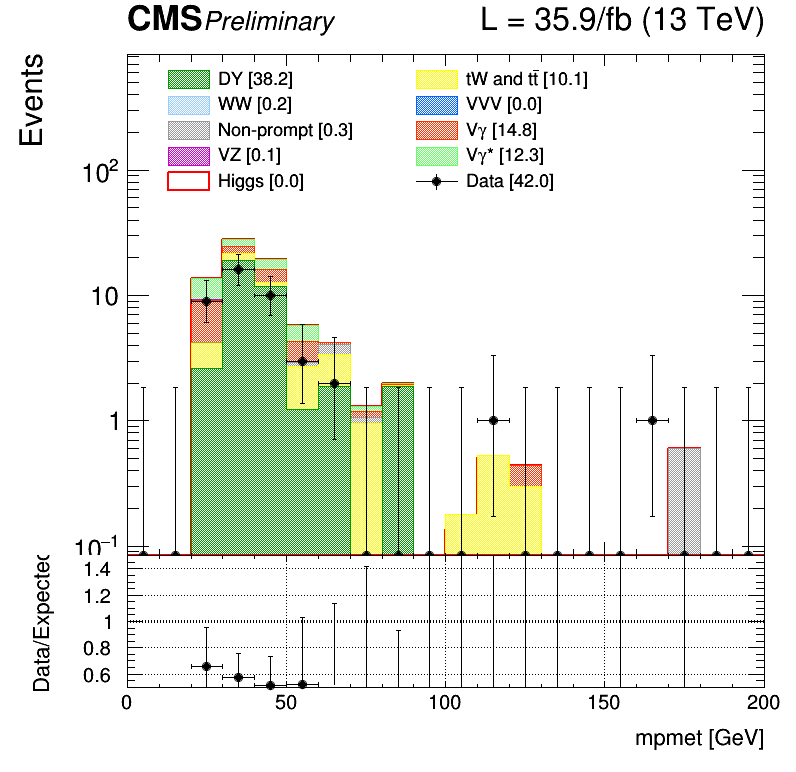 CMS Preliminary L = 35.9/fb (13 TeV)
Events
DY [38.2]
tW and tt̄ [10.1]
WW [0.2]
VVV [0.0]
Non-prompt [0.3]
Vγ [14.8]
VZ [0.1]
Vγ* [12.3]
Higgs [0.0]
Data [42.0]
10²
10
1
10⁻¹
Data/Expected
1.4
1.2
1
0.8
0.6
0 50 100 150 200
mpmet [GeV]